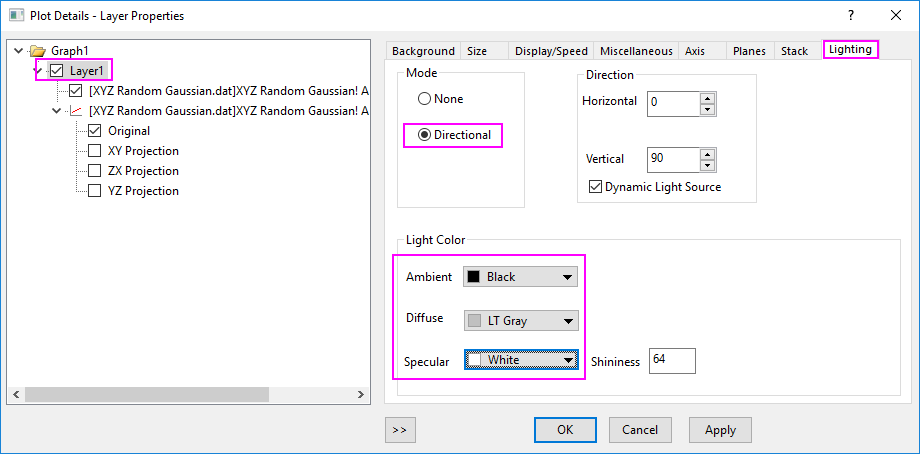 Plot Details - Layer Properties
Graph1
Layer1
[XYZ Random Gaussian.dat]XYZ Random Gaussian! A
[XYZ Random Gaussian.dat]XYZ Random Gaussian! A
Original
XY Projection
ZX Projection
YZ Projection
Background Size Display/Speed Miscellaneous Axis Planes Stack Lighting
Mode
None
Directional
Direction
Horizontal 0
Vertical 90
Dynamic Light Source
Light Color
Ambient Black
Diffuse LT Gray
Specular White Shininess 64
>> OK Cancel Apply